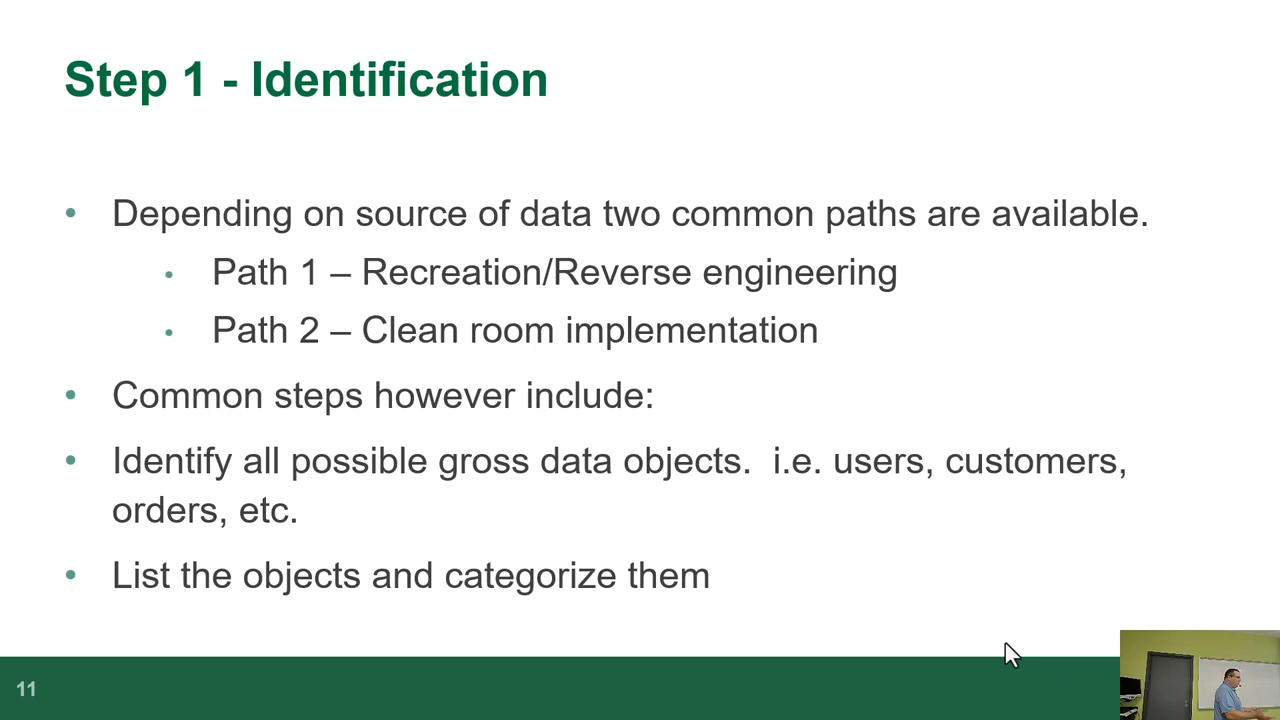 Step 1 - Identification
• Depending on source of data two common paths are available.
• Path 1 – Recreation/Reverse engineering
• Path 2 – Clean room implementation
• Common steps however include:
• Identify all possible gross data objects.  i.e. users, customers,
orders, etc.
• List the objects and categorize them
11